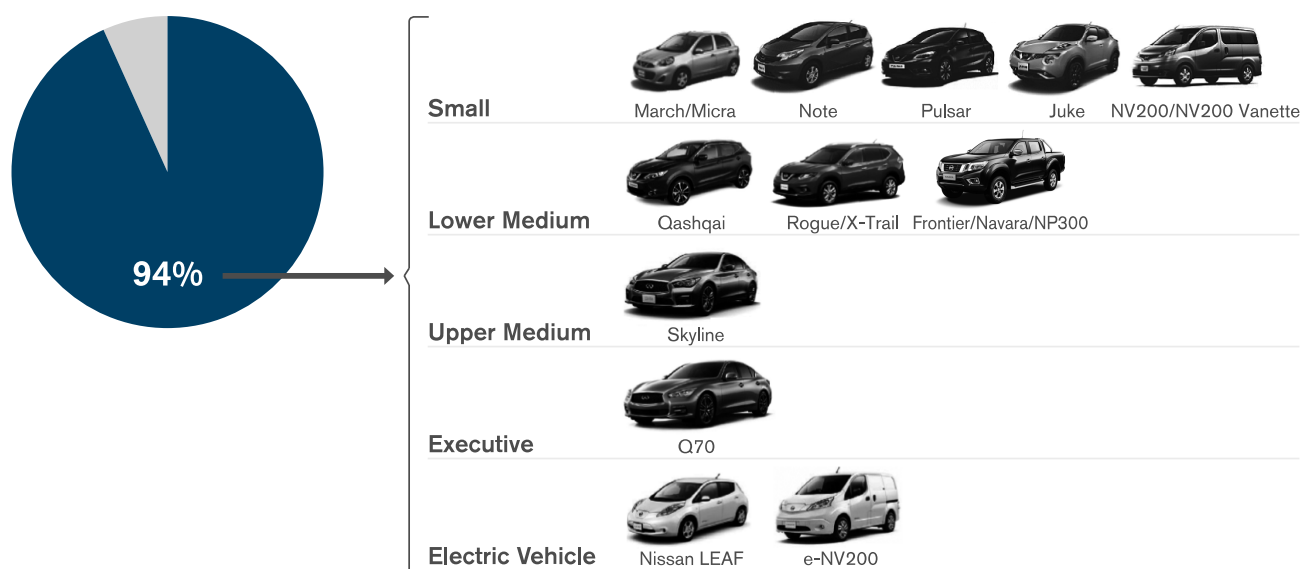 94%
Small
March/Micra
Note
Pulsar
Juke
NV200/NV200 Vanette
Lower Medium
Qashqai
Rogue/X-Trail
Frontier/Navara/NP300
Upper Medium
Skyline
Executive
Q70
Electric Vehicle
Nissan LEAF
e-NV200